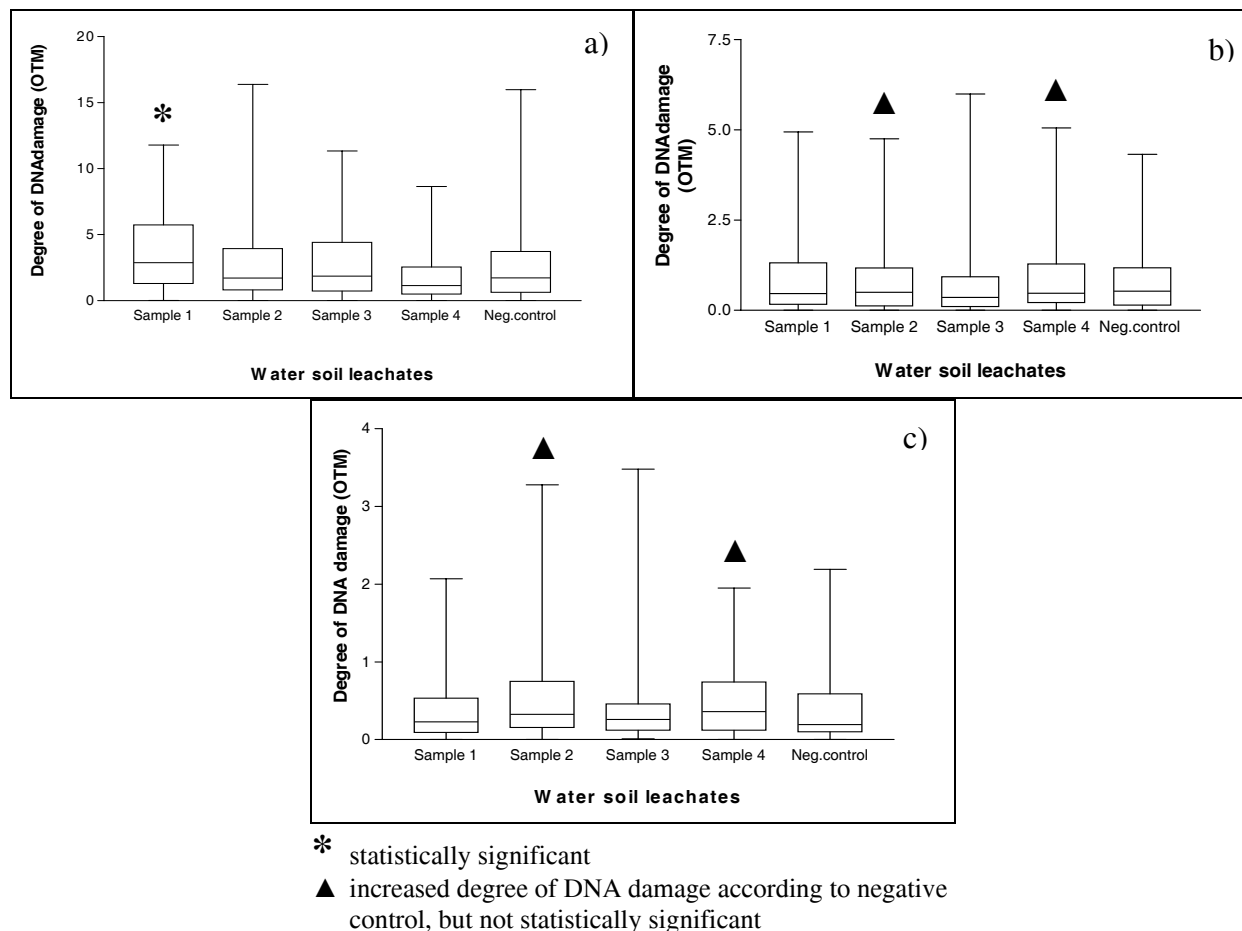 a)
Degree of DNAdamage (OTM)
20
15
10
5
0
*
Sample 1 Sample 2 Sample 3 Sample 4 Neg.control
Water soil leachates
b)
Degree of DNAdamage
(OTM)
7.5
5.0
2.5
0.0
▲ ▲
Sample 1 Sample 2 Sample 3 Sample 4 Neg.control
Water soil leachates
c)
Degree of DNA damage (OTM)
4
3
2
1
0
▲ ▲
Sample 1 Sample 2 Sample 3 Sample 4 Neg.control
Water soil leachates
* statistically significant
▲ increased degree of DNA damage according to negative
control, but not statistically significant